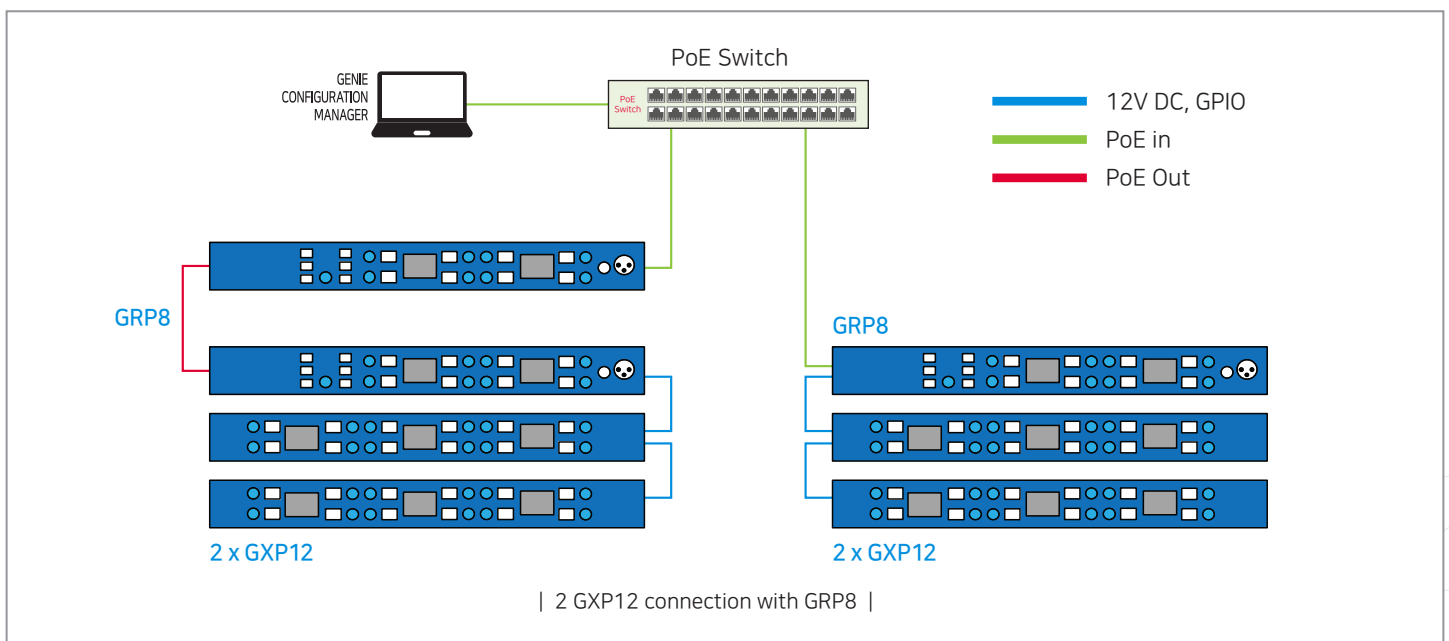 PoE Switch
GENIE
CONFIGURATION
MANAGER
PoE
Switch
12V DC, GPIO
PoE in
PoE Out
GRP8
GRP8
2 x GXP12
2 x GXP12
| 2 GXP12 connection with GRP8 |